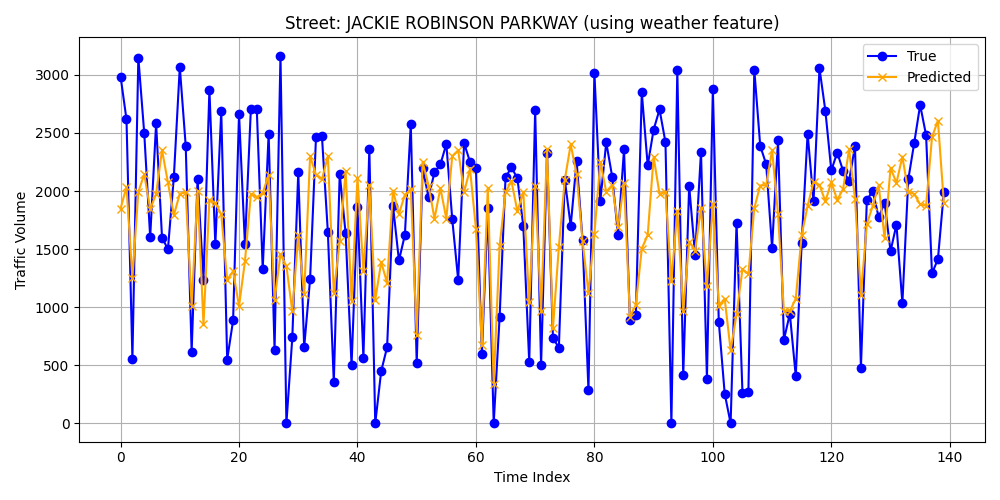 Street: JACKIE ROBINSON PARKWAY (using weather feature)
True
Predicted
Traffic Volume
3000
2500
2000
1500
1000
500
0
0 20 40 60 80 100 120 140
Time Index